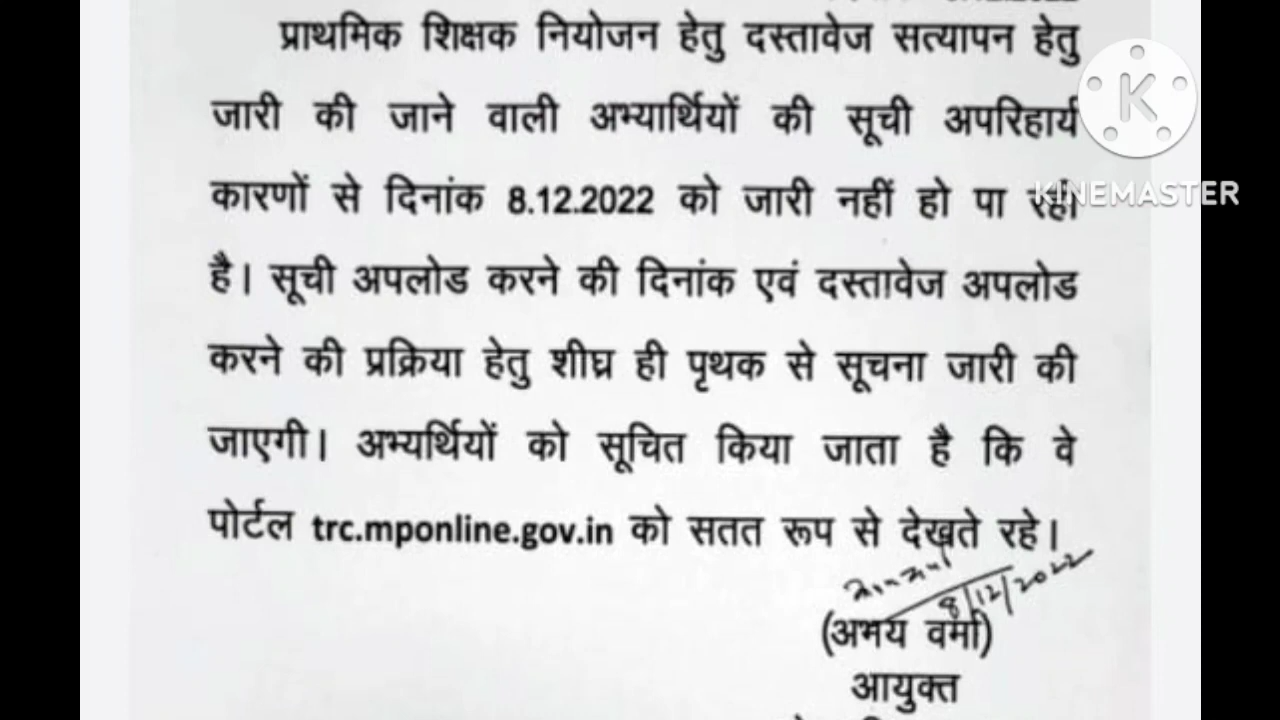 प्राथमिक शिक्षक नियोजन हेतु दस्तावेज सत्यापन हेतु
जारी की जाने वाली अभ्यार्थियों की सूची अपरिहार्य
कारणों से दिनांक 8.12.2022 को जारी नहीं हो पा रही
है। सूची अपलोड करने की दिनांक एवं दस्तावेज अपलोड
करने की प्रक्रिया हेतु शीघ्र ही पृथक से सूचना जारी की
जाएगी। अभ्यर्थियों को सूचित किया जाता है कि वे
पोर्टल trc.mponline.gov.in को सतत रूप से देखते रहे।
8/12/2022
(अभय वर्मा)
आयुक्त
K
KINEMASTER